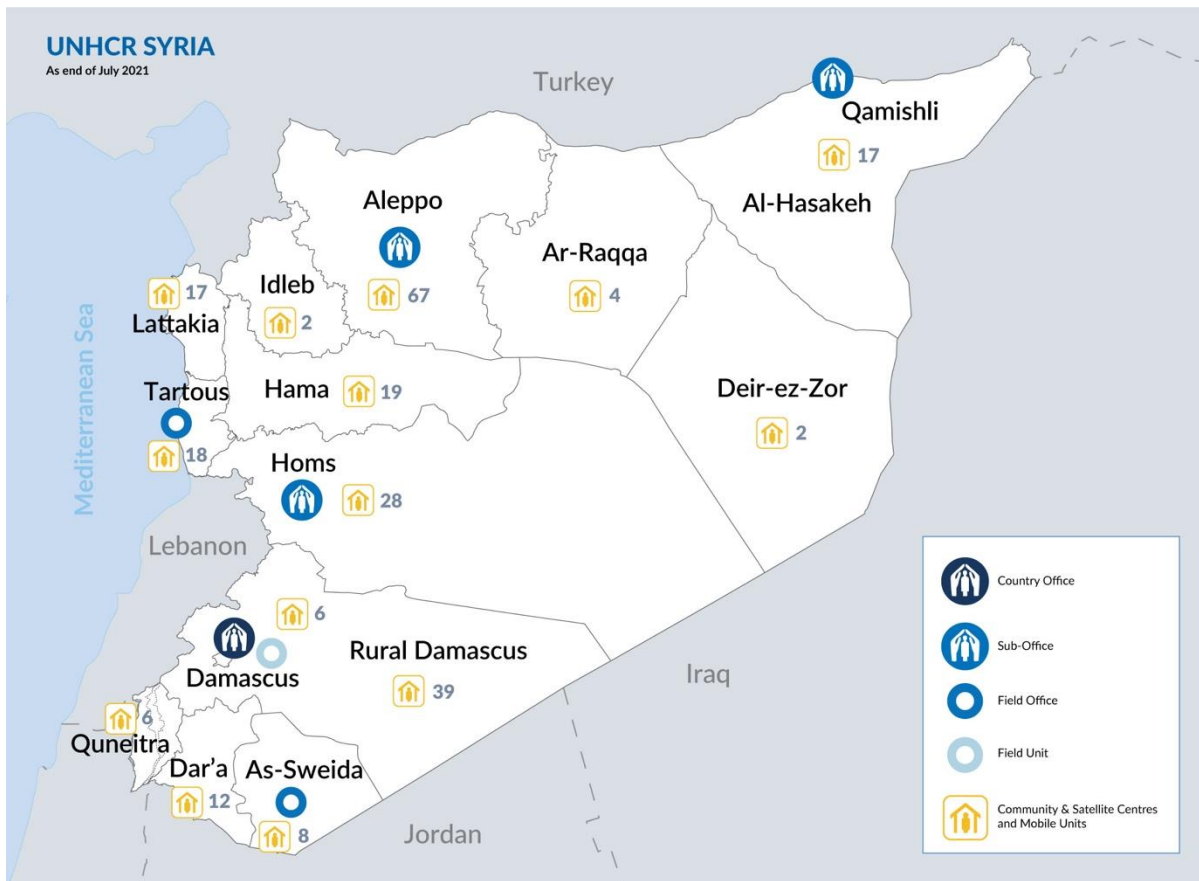 UNHCR SYRIA
As end of July 2021
Turkey
Qamishli
17
Al-Hasakeh
Aleppo
67
Ar-Raqqa
4
Idleb
2
17
Lattakia
Mediterranean Sea
Tartous
18
Hama
19
Deir-ez-Zor
2
Homs
28
Lebanon
6
Damascus
Rural Damascus
39
Iraq
6
Quneitra
Dar'a
12
As-Sweida
8
Jordan
Country Office
Sub-Office
Field Office
Field Unit
Community & Satellite Centres
and Mobile Units